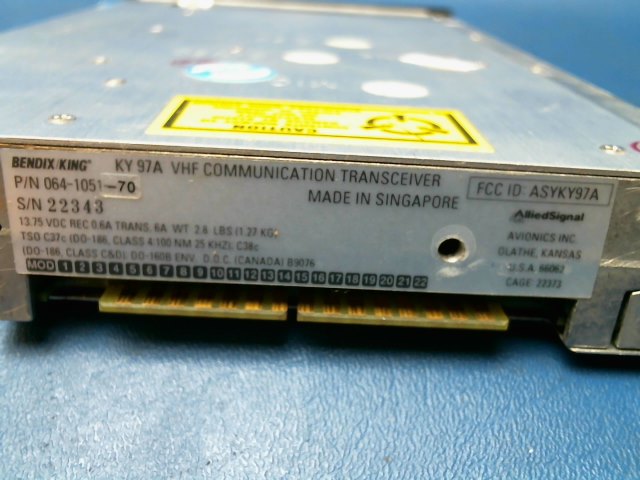 CAUTION
BENDIX/KING® KY 97A VHF COMMUNICATION TRANSCEIVER
P/N 064-1051-70 MADE IN SINGAPORE
FCC ID: ASYKY97A
S/N 22343
13.75 VDC REC 0.6A TRANS. 6A WT 2.8 LBS (1.27 KG)
TSO C37c (DO-186, CLASS 4:100 NM 25 KHZ), C38c
(DO-186, CLASS C&D), DO-160B ENV. D.O.C. (CANADA) B9076
MOD 1 2 3 4 5 6 7 8 9 10 11 12 13 14 15 16 17 18 19 20 21 22
AlliedSignal
AVIONICS INC.
OLATHE, KANSAS
U.S.A. 66062
CAGE: 22373